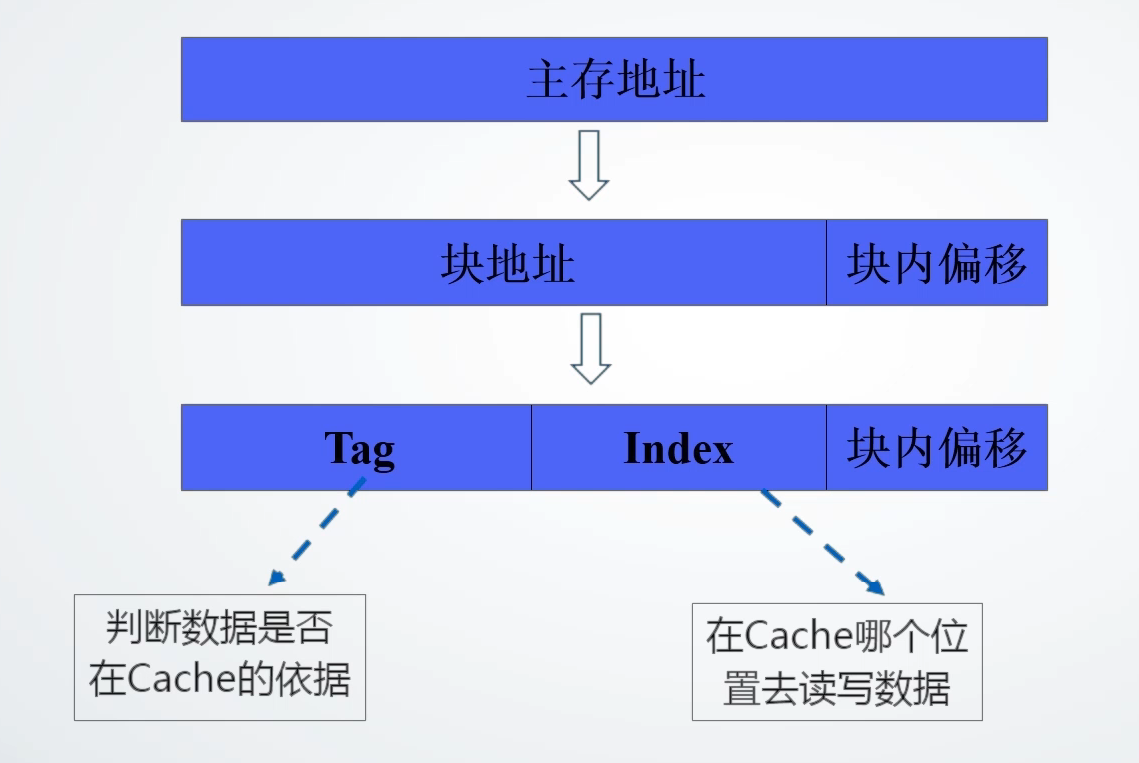 主存地址
块地址 块内偏移
Tag Index 块内偏移
判断数据是否
在Cache的依据
在Cache哪个位
置去读写数据